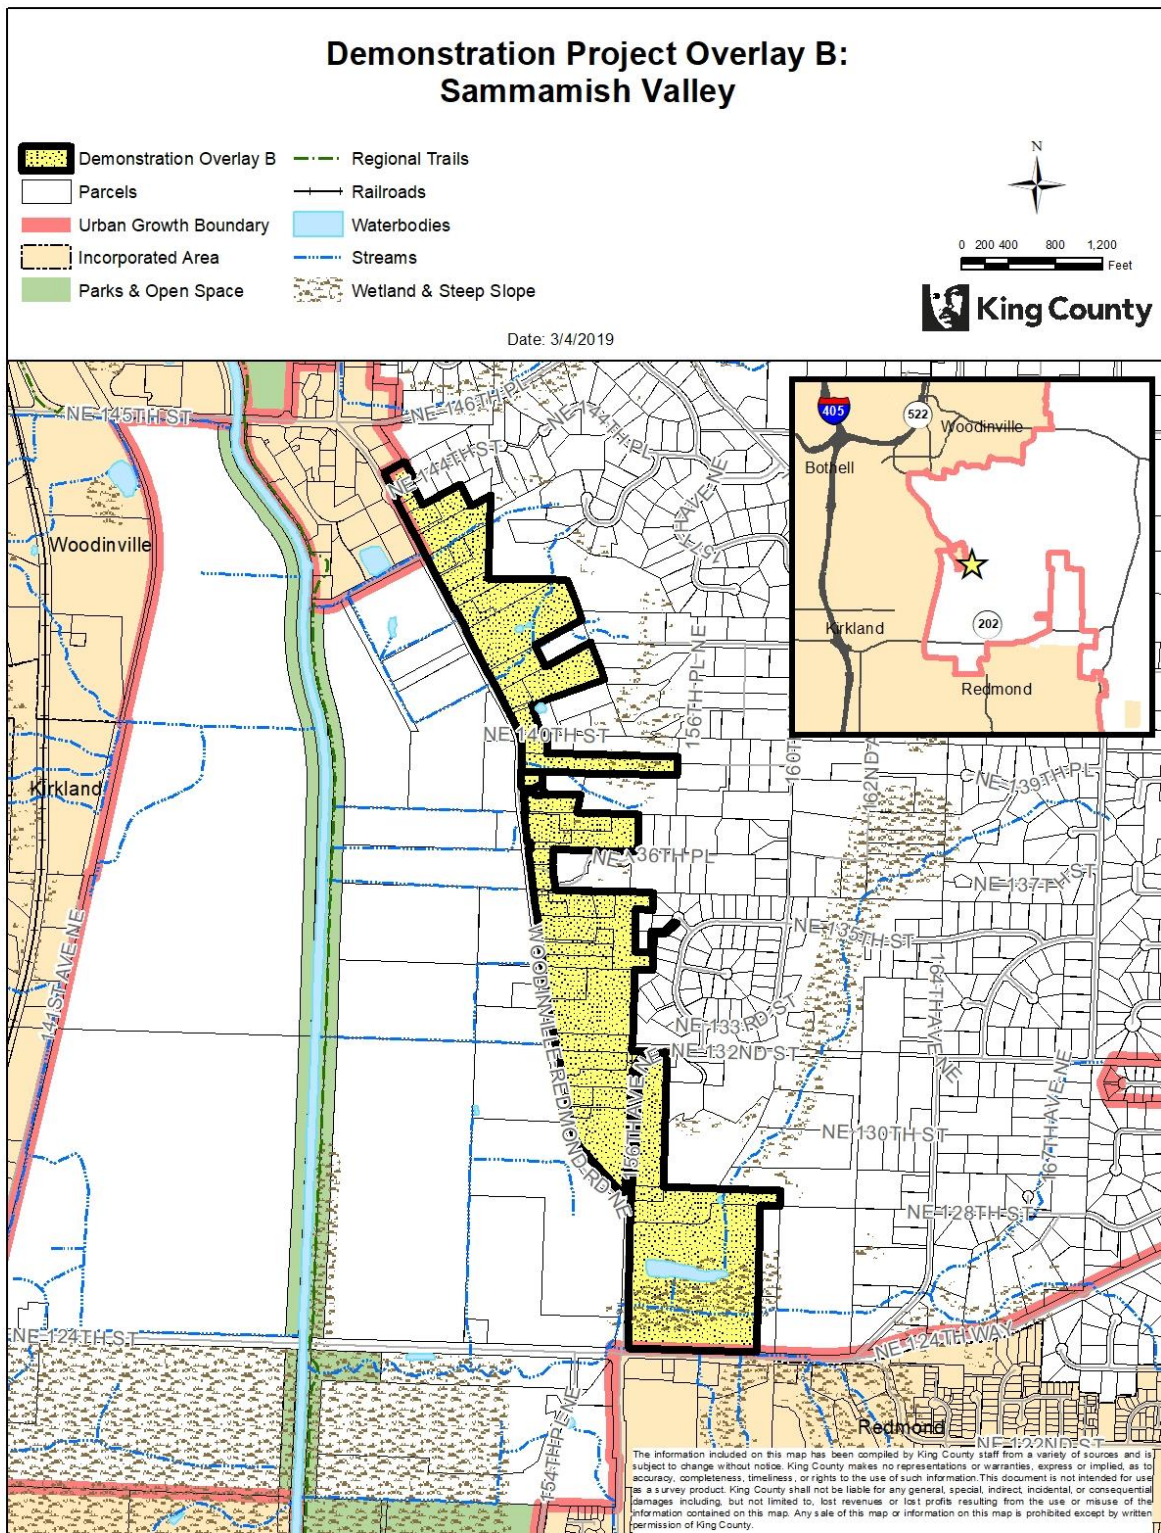 Demonstration Project Overlay B:
Sammamish Valley
Demonstration Overlay B
Parcels
Urban Growth Boundary
Incorporated Area
Parks & Open Space
Regional Trails
Railroads
Waterbodies
Streams
Wetland & Steep Slope
N
0 200 400 800 1,200
Feet
King County
Date: 3/4/2019
NE 145TH ST
NE 146TH PL
NE 144TH PL
NE 144TH ST
AVE NE
157
Woodinville
405
522
Woodinville
Bothell
Kirkland
202
Redmond
156TH PL NE
NE 140TH ST
160T
162ND A
NE 139TH PL
Kirkland
NE 136TH PL
NE 137TH ST
NE 135TH ST
141ST AVE NE
WOODINVILLE-REDMOND RD NE
164TH AVE NE
NE 133RD ST
NE 132ND ST
156TH AVE NE
167TH AVE NE
NE 130TH ST
NE 128TH ST
NE 124TH ST
NE 124TH WAY
154TH PL NE
Redmond
NE 122ND ST
The information included on this map has been compiled by King County staff from a variety of sources and is
subject to change without notice. King County makes no representations or warranties, express or implied, as to
accuracy, completeness, timeliness, or rights to the use of such information. This document is not intended for use
as a survey product. King County shall not be liable for any general, special, indirect, incidental, or consequential
damages including, but not limited to, lost revenues or lost profits resulting from the use or misuse of the
information contained on this map. Any sale of this map or information on this map is prohibited except by written
permission of King County.